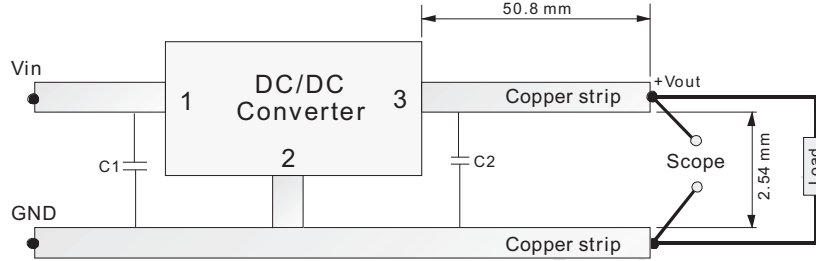 50.8 mm
Vin
DC/DC
Converter
1
3
2
Copper strip
+Vout
C1
C2
Scope
2.54 mm
Load
GND
Copper strip